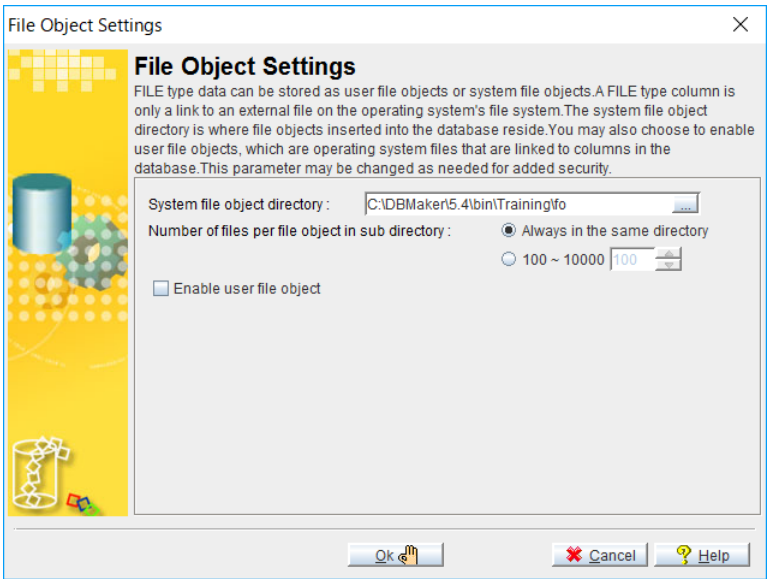 File Object Settings
File Object Settings
FILE type data can be stored as user file objects or system file objects.A FILE type column is
only a link to an external file on the operating system's file system.The system file object
directory is where file objects inserted into the database reside.You may also choose to enable
user file objects, which are operating system files that are linked to columns in the
database.This parameter may be changed as needed for added security.
System file object directory : C:\DBMaker\5.4\bin\Training\fo ...
Number of files per file object in sub directory : Always in the same directory
100 ~ 10000 100
Enable user file object
Ok Cancel Help